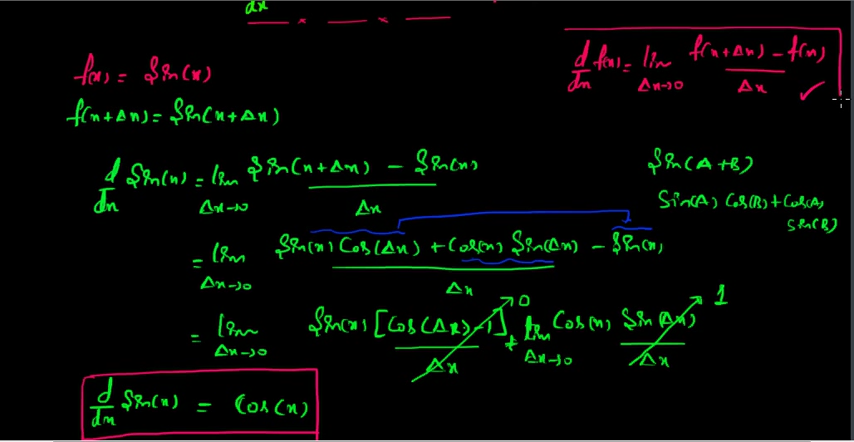 dx
f(x) = Sin(x)
d/dx f(x) = lim Δx→0 f(x+Δx) - f(x) / Δx ✓
f(x+Δx) = Sin(x+Δx)
d/dx Sin(x) = lim Δx→0 Sin(x+Δx) - Sin(x) / Δx
Sin(A+B)
Sin(A) Cos(B) + Cos(A)
Sin(B)
= lim Δx→0 Sin(x) Cos(Δx) + Cos(x) Sin(Δx) - Sin(x) / Δx
= lim Δx→0 Sin(x) [Cos(Δx)-1] / Δx 0 + lim Δx→0 Cos(x) Sin(Δx) / Δx 1
d/dx Sin(x) = Cos(x)